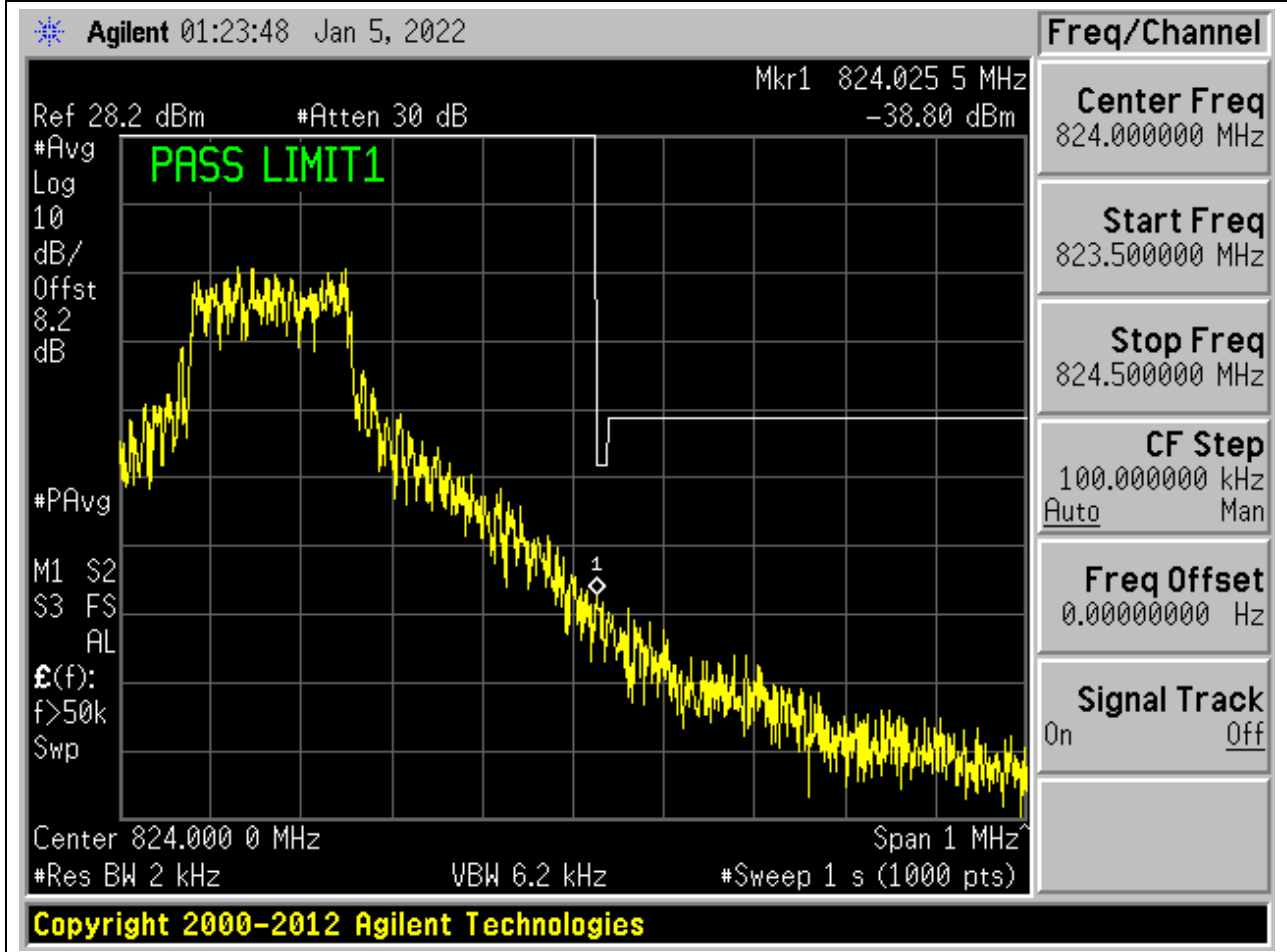 Agilent 01:23:48 Jan 5, 2022
Mkr1 824.025 5 MHz
Ref 28.2 dBm #Atten 30 dB -38.80 dBm
#Avg
Log
10
dB/
Offst
8.2
dB
PASS LIMIT1
#PAvg
1
M1 S2
S3 FS
AL
£(f):
f>50k
Swp
Center 824.000 0 MHz Span 1 MHz^
#Res BW 2 kHz VBW 6.2 kHz #Sweep 1 s (1000 pts)
Copyright 2000-2012 Agilent Technologies
Freq/Channel
Center Freq
824.000000 MHz
Start Freq
823.500000 MHz
Stop Freq
824.500000 MHz
CF Step
100.000000 kHz
Auto Man
Freq Offset
0.00000000 Hz
Signal Track
On Off